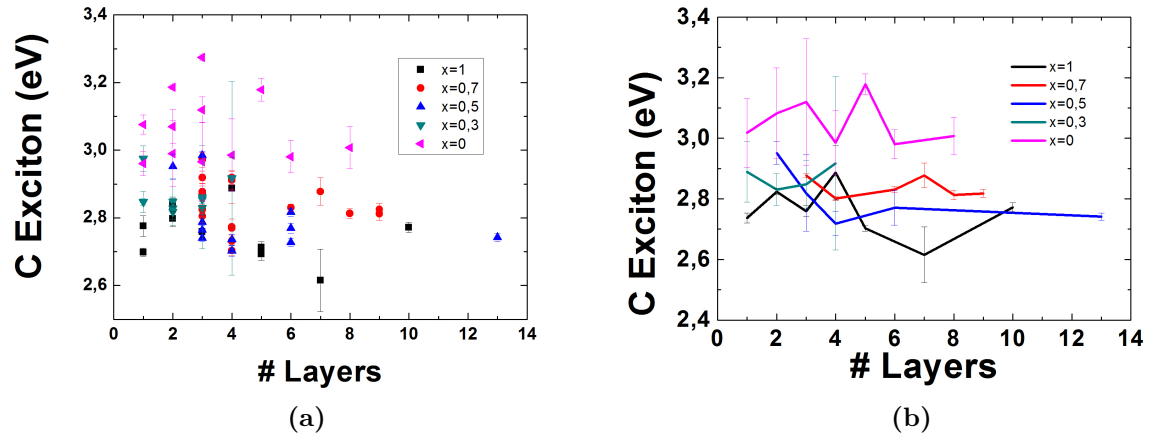 C Exciton (eV)
3,4
3,2
3,0
2,8
2,6
0
2
4
6
8
10
12
14
# Layers
x=1
x=0,7
x=0,5
x=0,3
x=0
(a)
C Exciton (eV)
3,4
3,2
3,0
2,8
2,6
2,4
0
2
4
6
8
10
12
14
# Layers
x=1
x=0,7
x=0,5
x=0,3
x=0
(b)